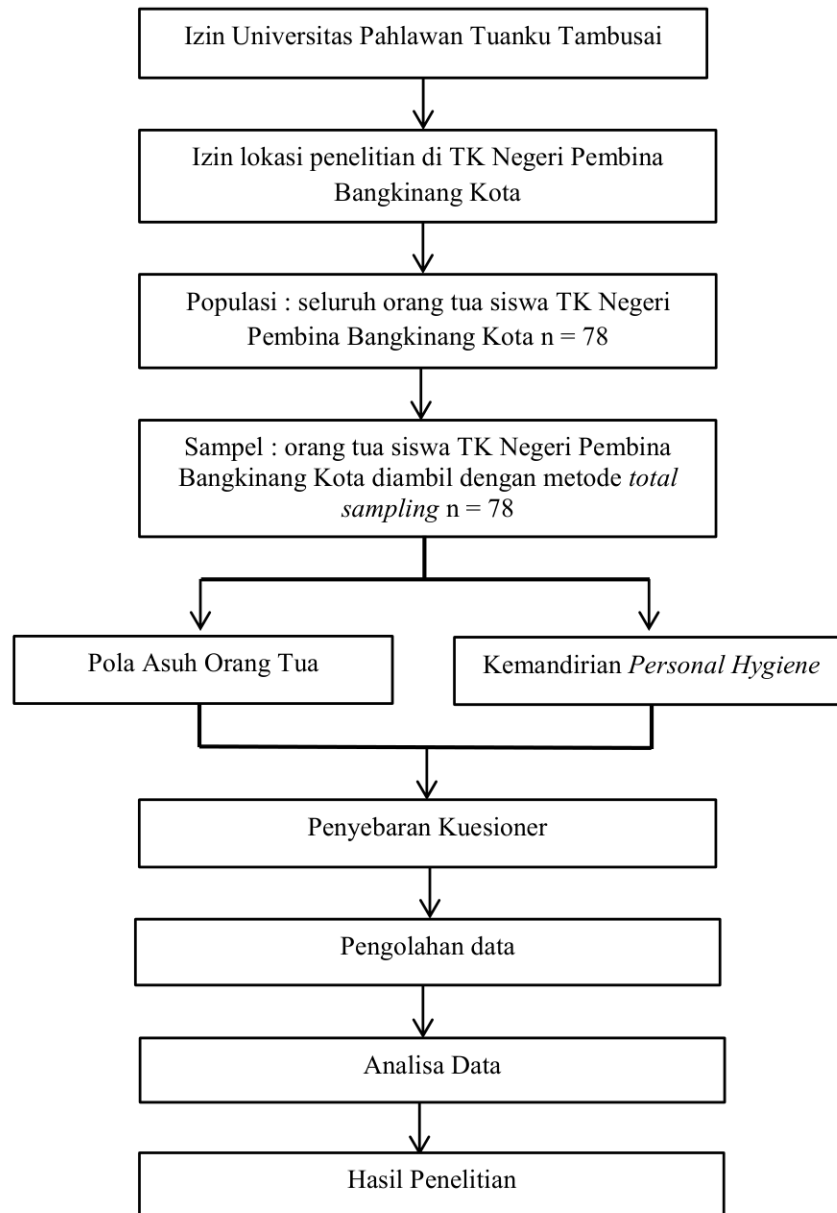 Izin Universitas Pahlawan Tuanku Tambusai
Izin lokasi penelitian di TK Negeri Pembina
Bangkinang Kota
Populasi : seluruh orang tua siswa TK Negeri
Pembina Bangkinang Kota n = 78
Sampel : orang tua siswa TK Negeri Pembina
Bangkinang Kota diambil dengan metode total
sampling n = 78
Pola Asuh Orang Tua
Kemandirian Personal Hygiene
Penyebaran Kuesioner
Pengolahan data
Analisa Data
Hasil Penelitian